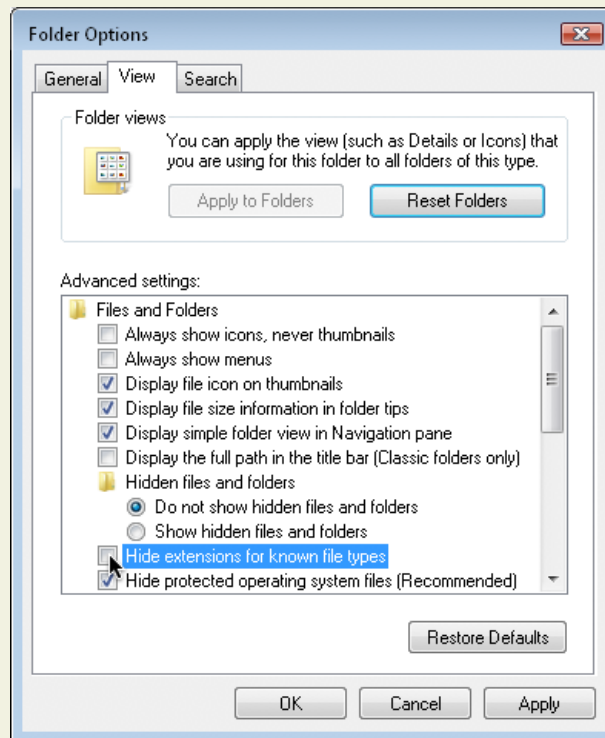 Folder Options
General View Search
Folder views
You can apply the view (such as Details or Icons) that
you are using for this folder to all folders of this type.
Apply to Folders Reset Folders
Advanced settings:
Files and Folders
Always show icons, never thumbnails
Always show menus
Display file icon on thumbnails
Display file size information in folder tips
Display simple folder view in Navigation pane
Display the full path in the title bar (Classic folders only)
Hidden files and folders
Do not show hidden files and folders
Show hidden files and folders
Hide extensions for known file types
Hide protected operating system files (Recommended)
Restore Defaults
OK Cancel Apply